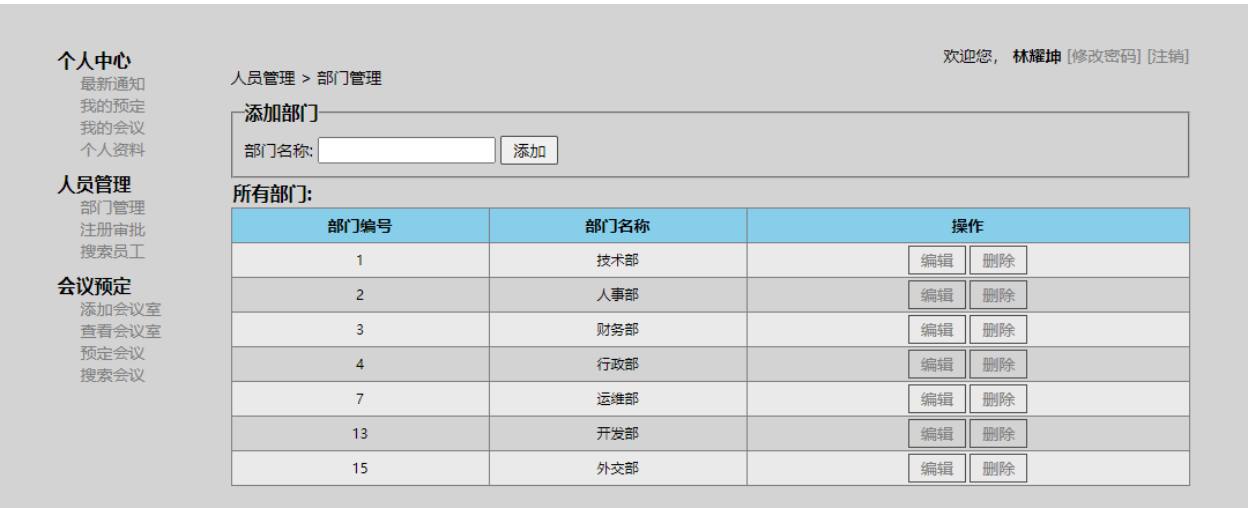 欢迎您， 林耀坤 [修改密码] [注销]
个人中心
最新通知
我的预定
我的会议
个人资料
人员管理
部门管理
注册审批
搜索员工
会议预定
添加会议室
查看会议室
预定会议
搜索会议
人员管理 > 部门管理
添加部门
部门名称: 添加
所有部门:
部门编号 部门名称 操作
1 技术部 编辑 删除
2 人事部 编辑 删除
3 财务部 编辑 删除
4 行政部 编辑 删除
7 运维部 编辑 删除
13 开发部 编辑 删除
15 外交部 编辑 删除